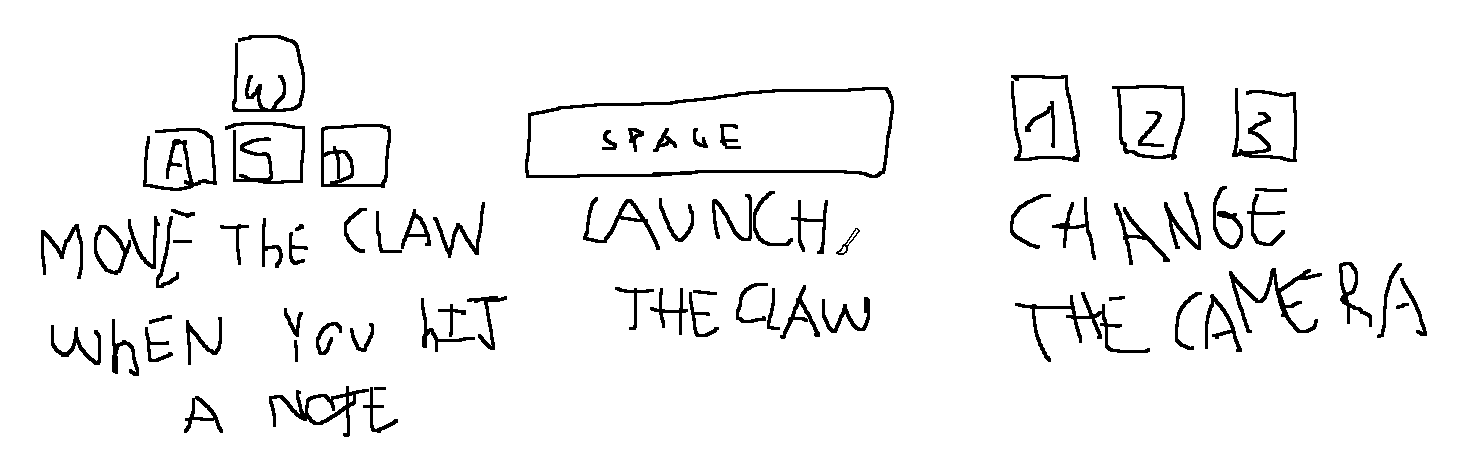 W
A S D
MOVE THE CLAW
WHEN YOU HIT
A NOTE
SPACE
LAUNCH
THE CLAW
1 2 3
CHANGE
THE CAMERA